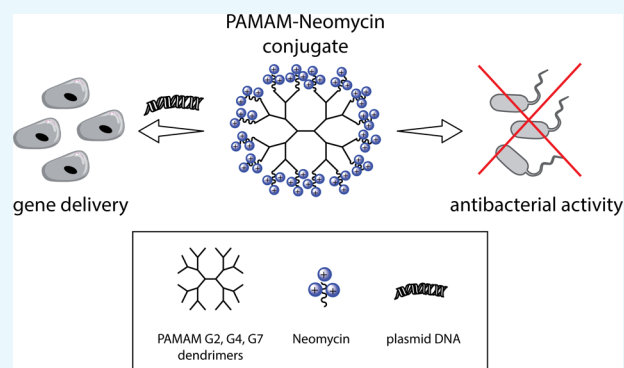 PAMAM-Neomycin
conjugate
gene delivery
antibacterial activity
PAMAM G2, G4, G7
dendrimers
Neomycin
plasmid DNA